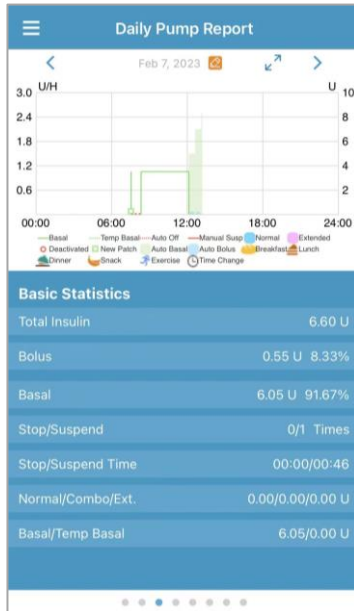 Daily Pump Report
Feb 7, 2023
U/H U
3.0 10
2.4 8
1.8 6
1.2 4
0.6 2
00:00 06:00 12:00 18:00 24:00
Basal Temp Basal Auto Off Manual Susp Normal Extended
Deactivated New Patch Auto Basal Auto Bolus Breakfast Lunch
Dinner Snack Exercise Time Change
Basic Statistics
Total Insulin 6.60 U
Bolus 0.55 U 8.33%
Basal 6.05 U 91.67%
Stop/Suspend 0/1 Times
Stop/Suspend Time 00:00/00:46
Normal/Combo/Ext. 0.00/0.00/0.00 U
Basal/Temp Basal 6.05/0.00 U